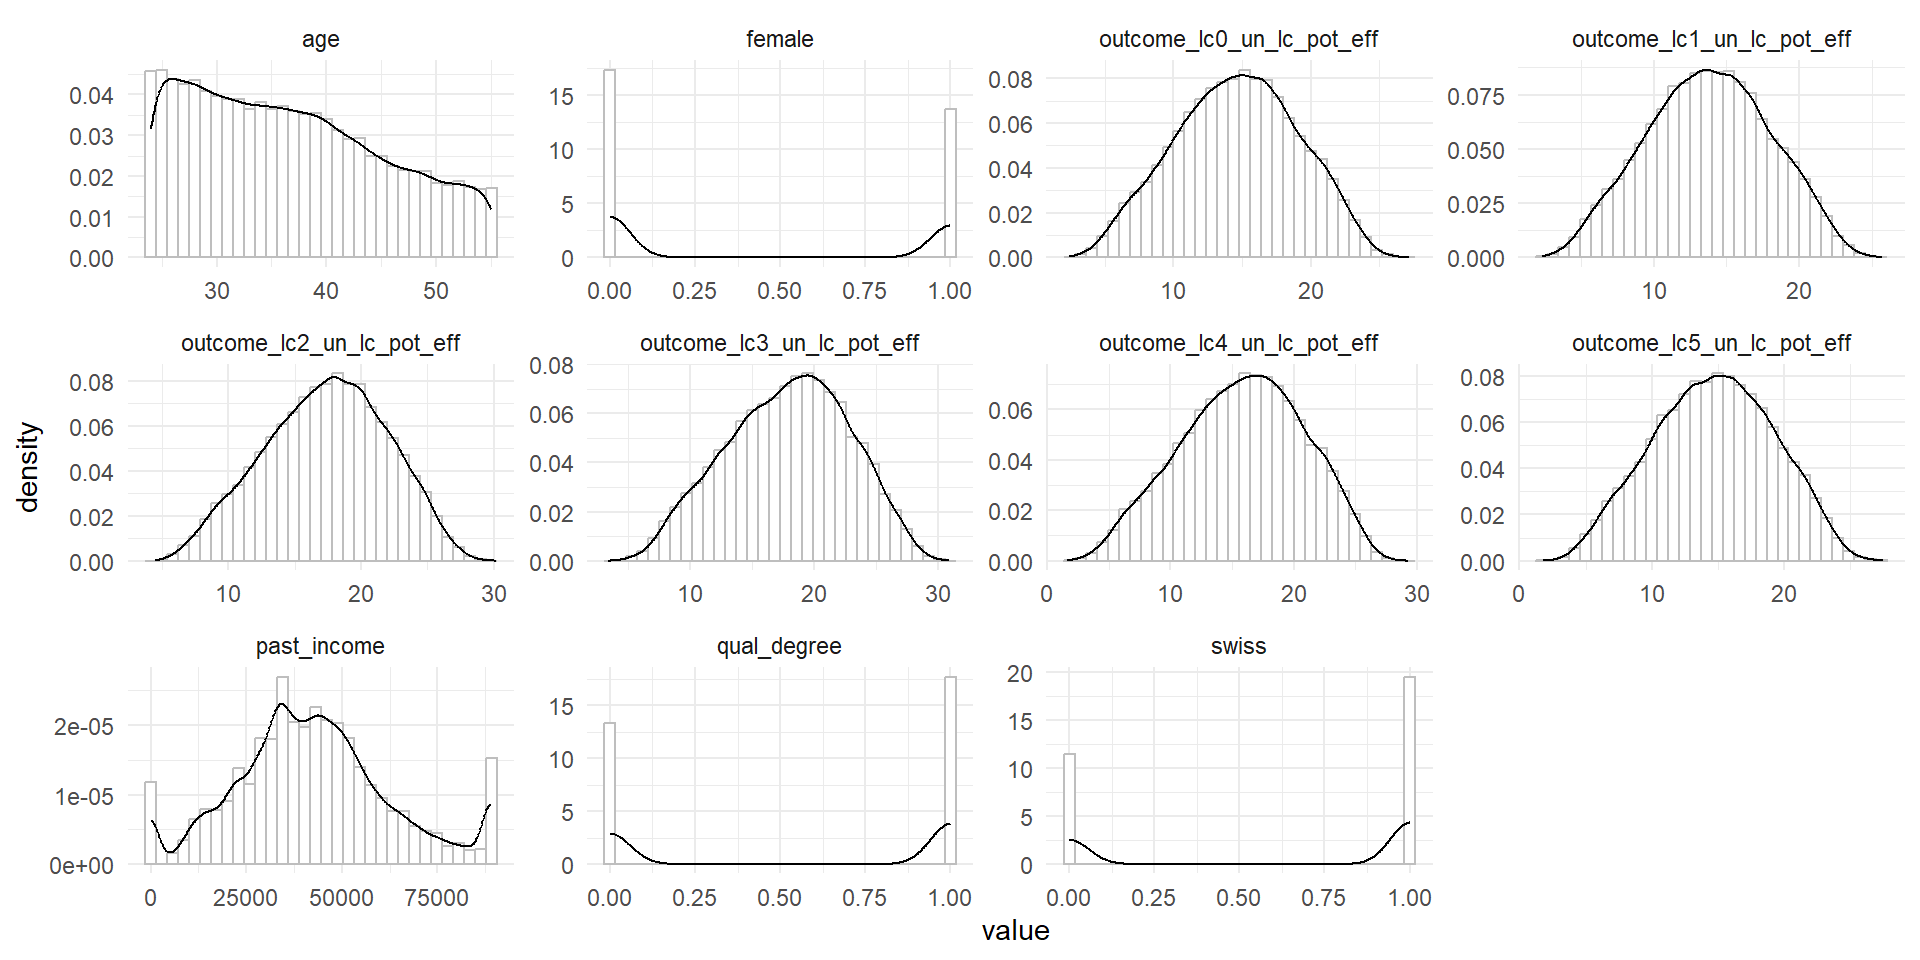 age female outcome_lc0_un_lc_pot_eff outcome_lc1_un_lc_pot_eff
0.04
0.03
0.02
0.01
0.00
30 40 50
15
10
5
0
0.00 0.25 0.50 0.75 1.00
0.08
0.06
0.04
0.02
0.00
10 20
0.075
0.050
0.025
0.000
10 20
outcome_lc2_un_lc_pot_eff outcome_lc3_un_lc_pot_eff outcome_lc4_un_lc_pot_eff outcome_lc5_un_lc_pot_eff
density
0.08
0.06
0.04
0.02
0.00
10 20 30
0.08
0.06
0.04
0.02
0.00
10 20 30
0.06
0.04
0.02
0.00
0 10 20 30
0.08
0.06
0.04
0.02
0.00
0 10 20
past_income qual_degree swiss
2e-05
1e-05
0e+00
0 25000 50000 75000
15
10
5
0
0.00 0.25 0.50 0.75 1.00
20
15
10
5
0
0.00 0.25 0.50 0.75 1.00
value